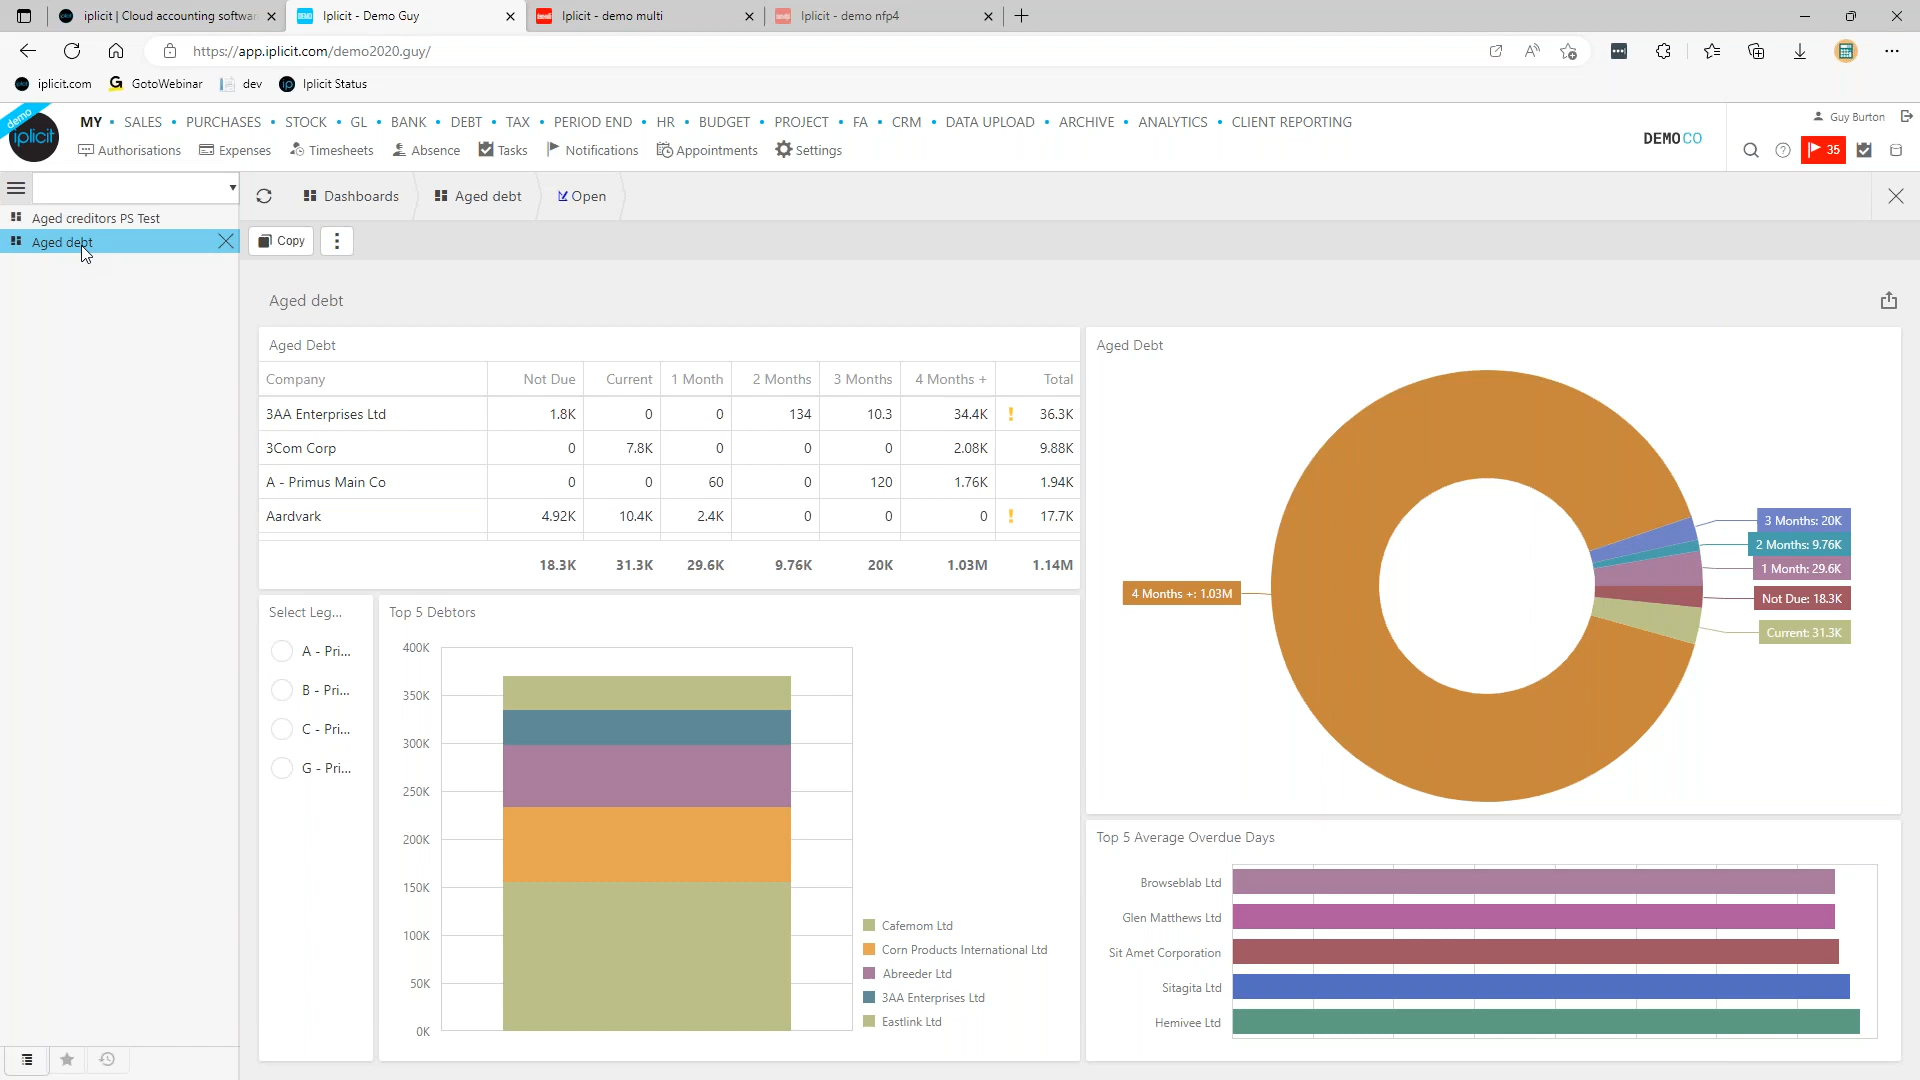 iplicit | Cloud accounting softwar
Iplicit - Demo Guy
Iplicit - demo multi
Iplicit - demo nfp4
https://app.iplicit.com/demo2020.guy/
iplicit.com
GotoWebinar
dev
Iplicit Status
demo
iplicit
MY • SALES • PURCHASES • STOCK • GL • BANK • DEBT • TAX • PERIOD END • HR • BUDGET • PROJECT • FA • CRM • DATA UPLOAD • ARCHIVE • ANALYTICS • CLIENT REPORTING
Guy Burton
Authorisations Expenses Timesheets Absence Tasks Notifications Appointments Settings
DEMOCO
35
Dashboards Aged debt Open
Aged creditors PS Test
Aged debt
Copy
Aged debt
Aged Debt
Company Not Due Current 1 Month 2 Months 3 Months 4 Months + Total
3AA Enterprises Ltd 1.8K 0 0 134 10.3 34.4K ! 36.3K
3Com Corp 0 7.8K 0 0 0 2.08K 9.88K
A - Primus Main Co 0 0 60 0 120 1.76K 1.94K
Aardvark 4.92K 10.4K 2.4K 0 0 0 ! 17.7K
18.3K 31.3K 29.6K 9.76K 20K 1.03M 1.14M
Aged Debt
3 Months: 20K
2 Months: 9.76K
1 Month: 29.6K
4 Months +: 1.03M
Not Due: 18.3K
Current: 31.3K
Select Leg...
A - Pri...
B - Pri...
C - Pri...
G - Pri...
Top 5 Debtors
400K
350K
300K
250K
200K
150K
100K
50K
0K
Cafemom Ltd
Corn Products International Ltd
Abreeder Ltd
3AA Enterprises Ltd
Eastlink Ltd
Top 5 Average Overdue Days
Browseblab Ltd
Glen Matthews Ltd
Sit Amet Corporation
Sitagita Ltd
Hemivee Ltd